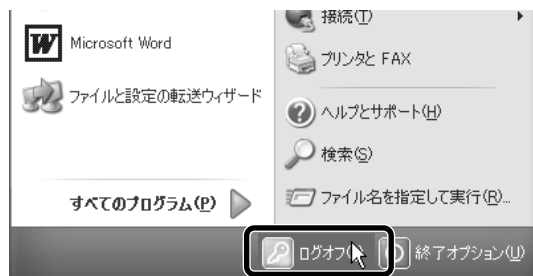 Microsoft Word
ファイルと設定の転送ウィザード
すべてのプログラム(P)
接続(T)
プリンタと FAX
ヘルプとサポート(H)
検索(S)
ファイル名を指定して実行(R)...
ログオフ(
終了オプション(U)